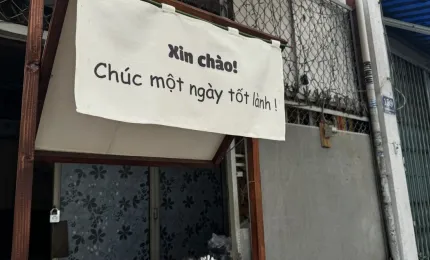 Xin chào!
Chúc một ngày tốt lành !